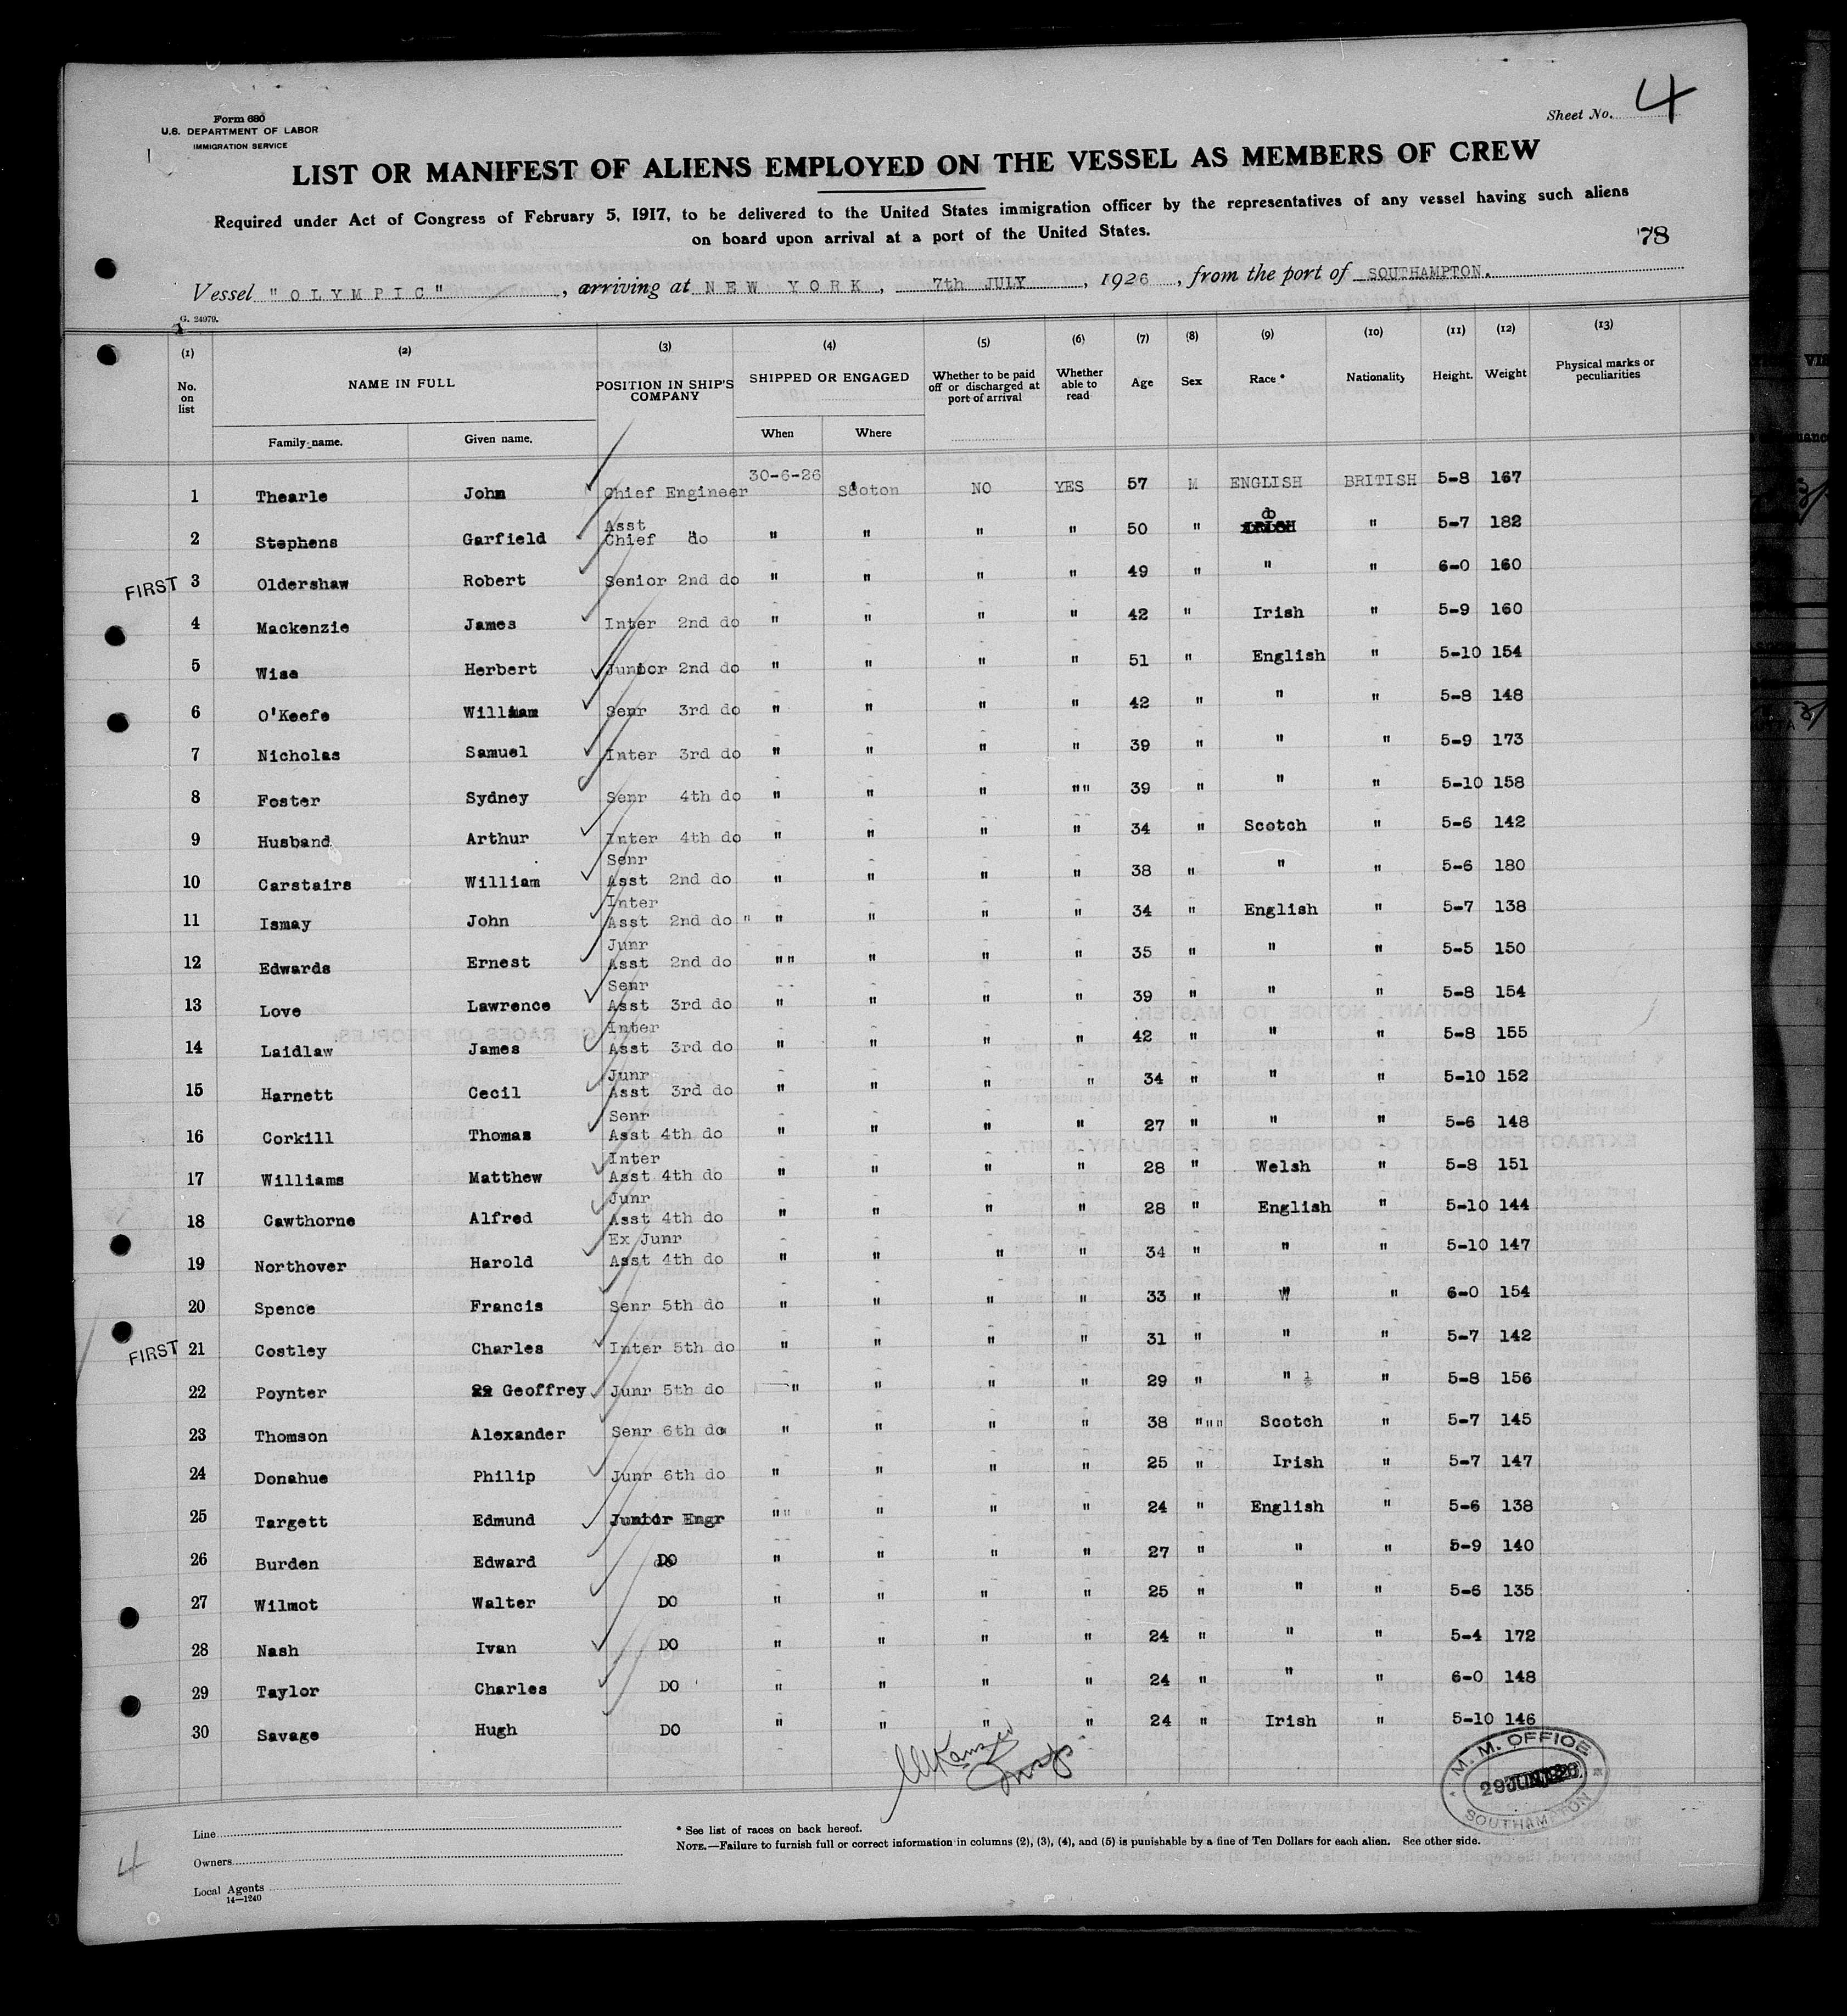 Form 680
U.S. DEPARTMENT OF LABOR
IMMIGRATION SERVICE
Sheet No. 4
LIST OR MANIFEST OF ALIENS EMPLOYED ON THE VESSEL AS MEMBERS OF CREW
Required under Act of Congress of February 5, 1917, to be delivered to the United States immigration officer by the representatives of any vessel having such aliens
on board upon arrival at a port of the United States.
78
Vessel "OLYMPIC", arriving at NEW YORK, 7th JULY, 1926, from the port of SOUTHAMPTON.
G. 24979.
(1) (2) (3) (4) (5) (6) (7) (8) (9) (10) (11) (12) (13)
No. on list NAME IN FULL POSITION IN SHIP'S COMPANY SHIPPED OR ENGAGED Whether to be paid off or discharged at port of arrival Whether able to read Age Sex Race * Nationality Height. Weight Physical marks or peculiarities
Family name. Given name. When Where
1 Thearle John Chief Engineer 30-6-26 Soton NO YES 57 M ENGLISH BRITISH 5-8 167
2 Stephens Garfield Asst Chief do " " " " 50 " do " 5-7 182
FIRST 3 Oldershaw Robert Senior 2nd do " " " " 49 " " " 6-0 160
4 Mackenzie James Inter 2nd do " " " " 42 " Irish " 5-9 160
5 Wise Herbert Junior 2nd do " " " " 51 " English " 5-10 154
6 O'Keefe William Senr 3rd do " " " " 42 " " " 5-8 148
7 Nicholas Samuel Inter 3rd do " " " " 39 " " " 5-9 173
8 Foster Sydney Senr 4th do " " " "" 39 " " " 5-10 158
9 Husband Arthur Inter 4th do " " " " 34 " Scotch " 5-6 142
10 Carstairs William Senr Asst 2nd do " " " " 38 " " " 5-6 180
11 Ismay John Inter Asst 2nd do " " " " " 34 " English " 5-7 138
12 Edwards Ernest Junr Asst 2nd do "" " " " 35 " " " 5-5 150
13 Love Lawrence Senr Asst 3rd do " " " " 39 " " " 5-8 154
14 Laidlaw James Inter Asst 3rd do " " " " 42 " " " 5-8 155
15 Harnett Cecil Junr Asst 3rd do " " " " 34 " " " 5-10 152
16 Corkill Thomas Senr Asst 4th do " " " " 27 " " " 5-6 148
17 Williams Matthew Inter Asst 4th do " " " " 28 " Welsh " 5-8 151
18 Cawthorne Alfred Junr Asst 4th do " " " " 28 " English " 5-10 144
19 Northover Harold Ex Junr Asst 4th do " " " " 34 " " " 5-10 147
20 Spence Francis Senr 5th do " " " " 33 " " " 6-0 154
FIRST 21 Costley Charles Inter 5th do " " " " 31 " " " 5-7 142
22 Poynter Geoffrey Junr 5th do " " " " 29 " " " 5-8 156
23 Thomson Alexander Senr 6th do " " " " 38 """ Scotch " 5-7 145
24 Donahue Philip Junr 6th do " " " " 25 " Irish " 5-7 147
25 Targett Edmund Junior Engr "" " " " 24 " English " 5-6 138
26 Burden Edward DO " " " " 27 " " " 5-9 140
27 Wilmot Walter DO " " " " 25 " " " 5-6 135
28 Nash Ivan DO " " " " 24 " " " 5-4 172
29 Taylor Charles DO " " " " 24 " " " 6-0 148
30 Savage Hugh DO " " " " 24 " Irish " 5-10 146
Insp
M. M. OFFICE
SOUTHAMPTON
Line
Owners
Local Agents
14—1240
* See list of races on back hereof.
NOTE.—Failure to furnish full or correct information in columns (2), (3), (4), and (5) is punishable by a fine of Ten Dollars for each alien. See other side.
4